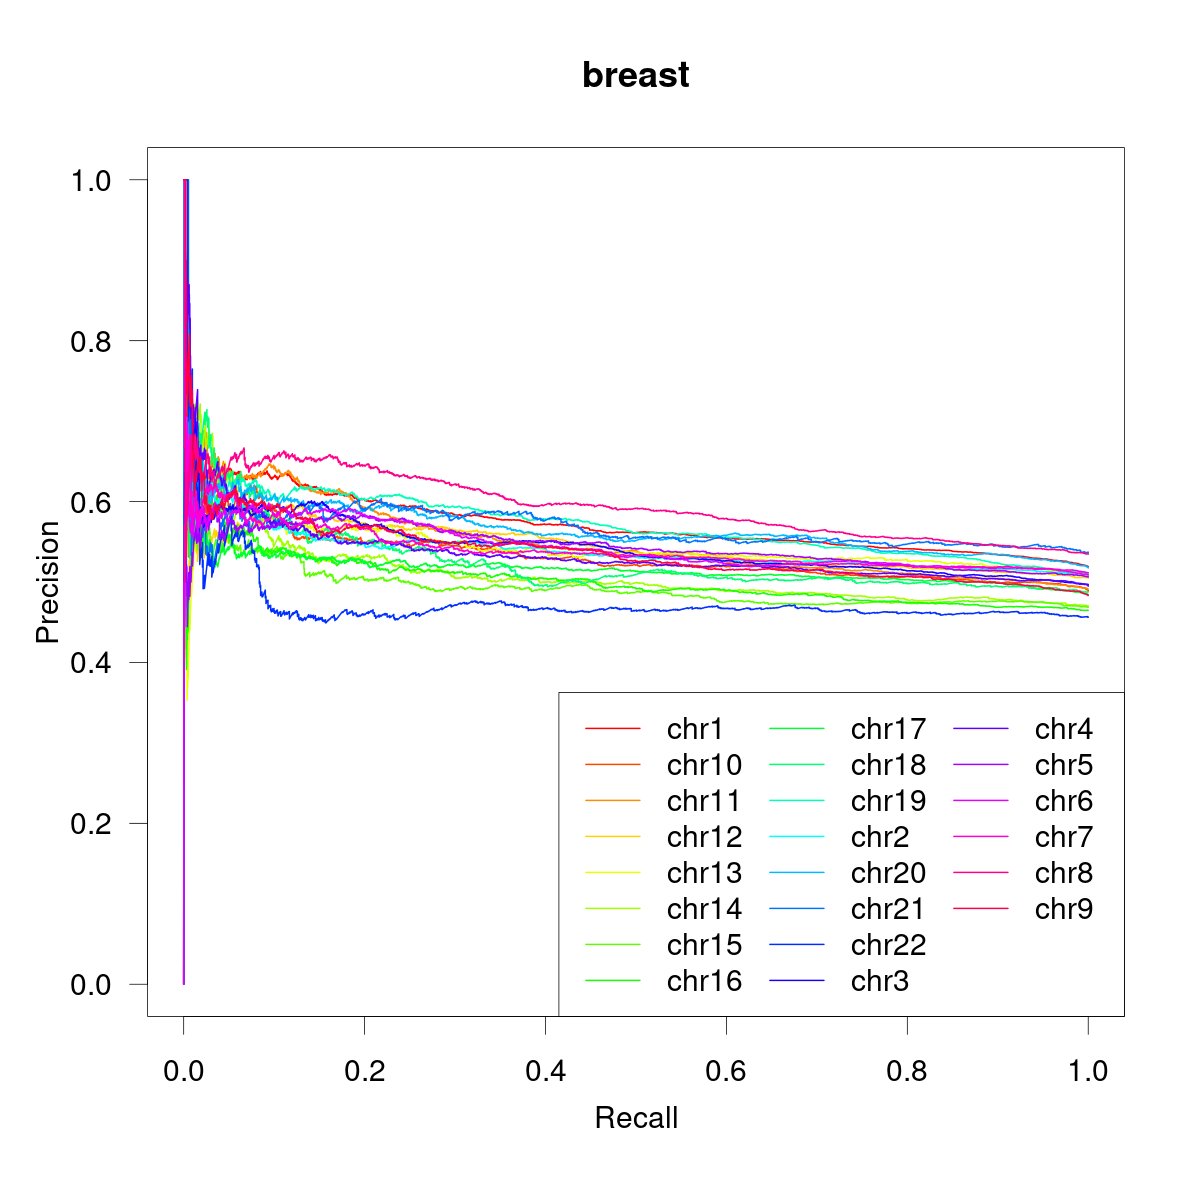 breast
Precision
1.0
0.8
0.6
0.4
0.2
0.0
chr1 chr17 chr4
chr10 chr18 chr5
chr11 chr19 chr6
chr12 chr2 chr7
chr13 chr20 chr8
chr14 chr21 chr9
chr15 chr22
chr16 chr3
0.0 0.2 0.4 0.6 0.8 1.0
Recall